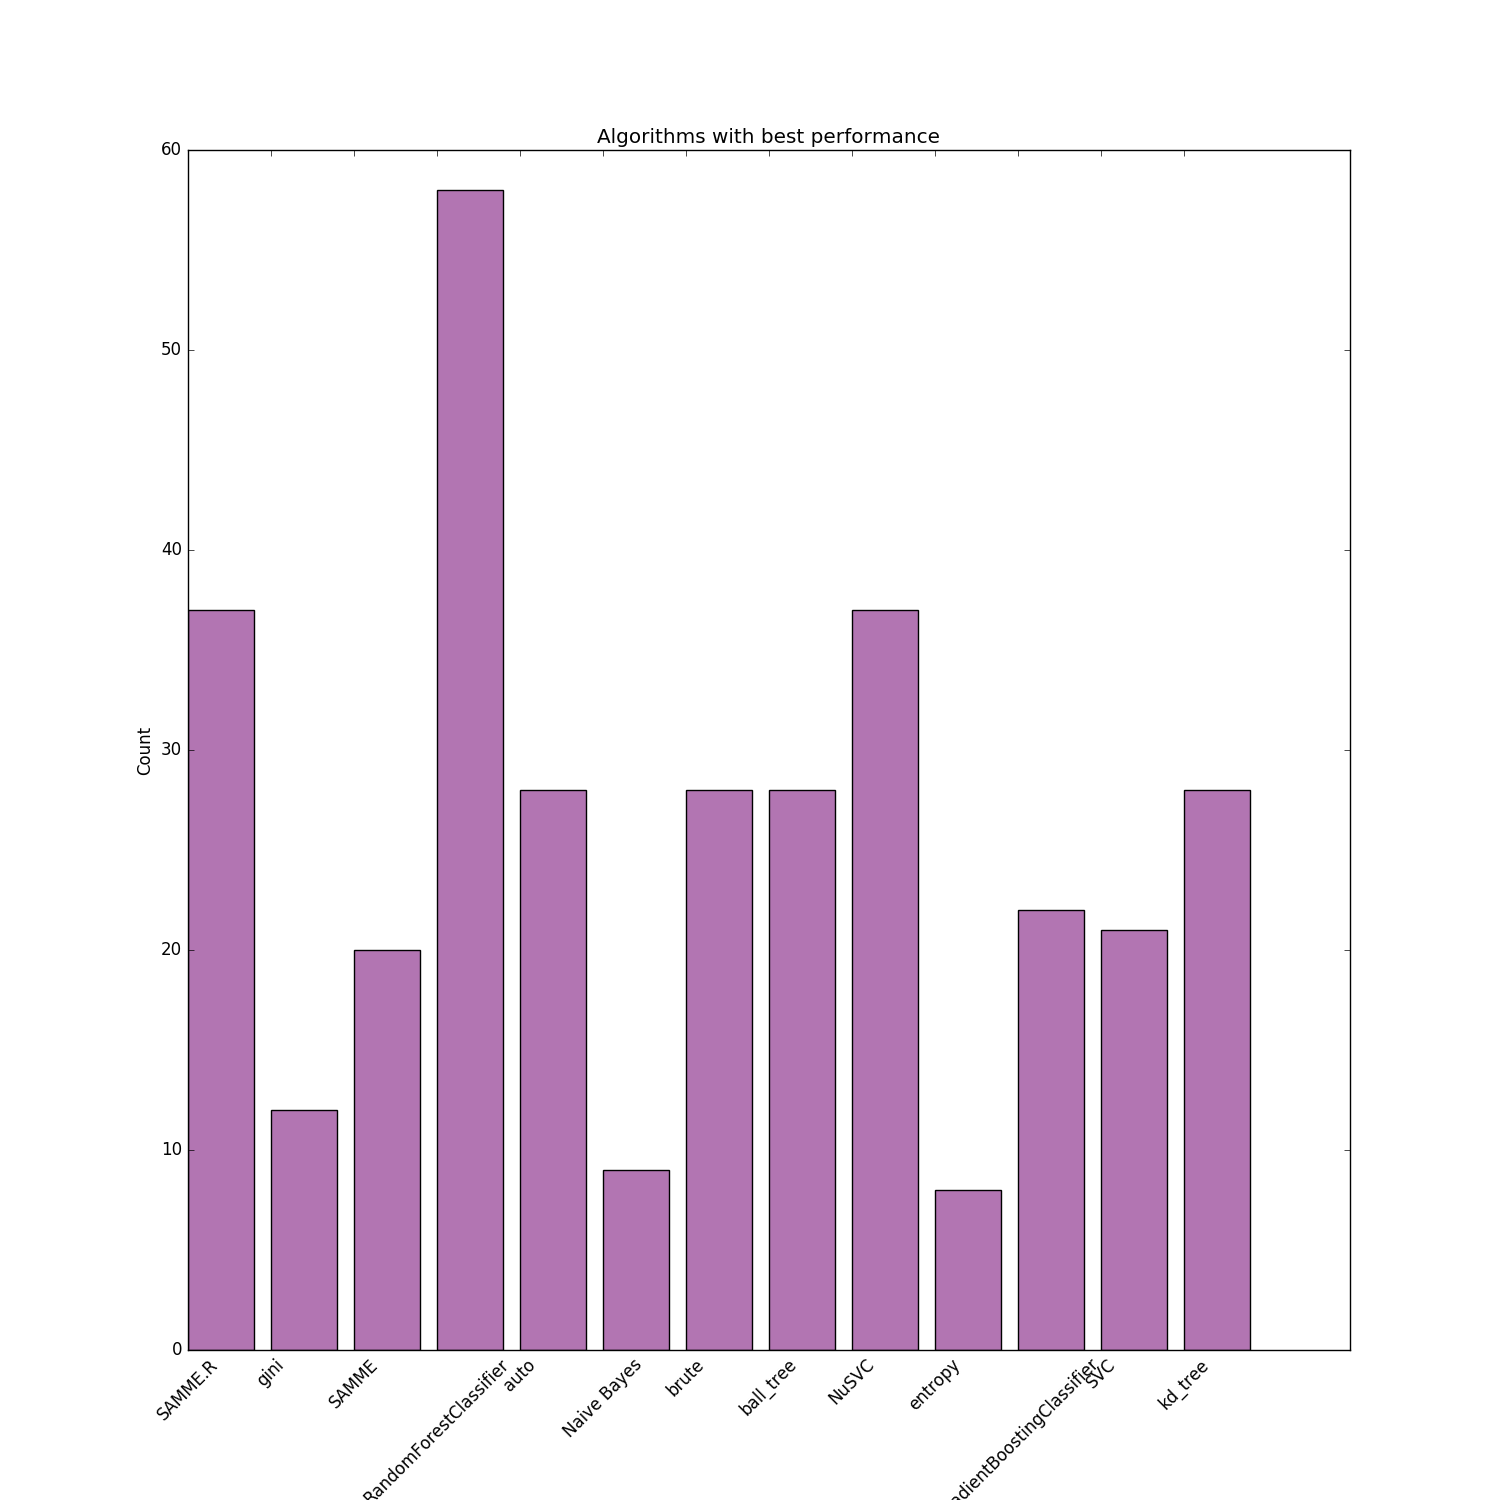 Algorithms with best performance
60
50
40
30
20
10
0
Count
SAMME.R
gini
SAMME
RandomForestClassifier
auto
Naive Bayes
brute
ball_tree
NuSVC
entropy
edientBoostingClassifier
SVC
kd_tree